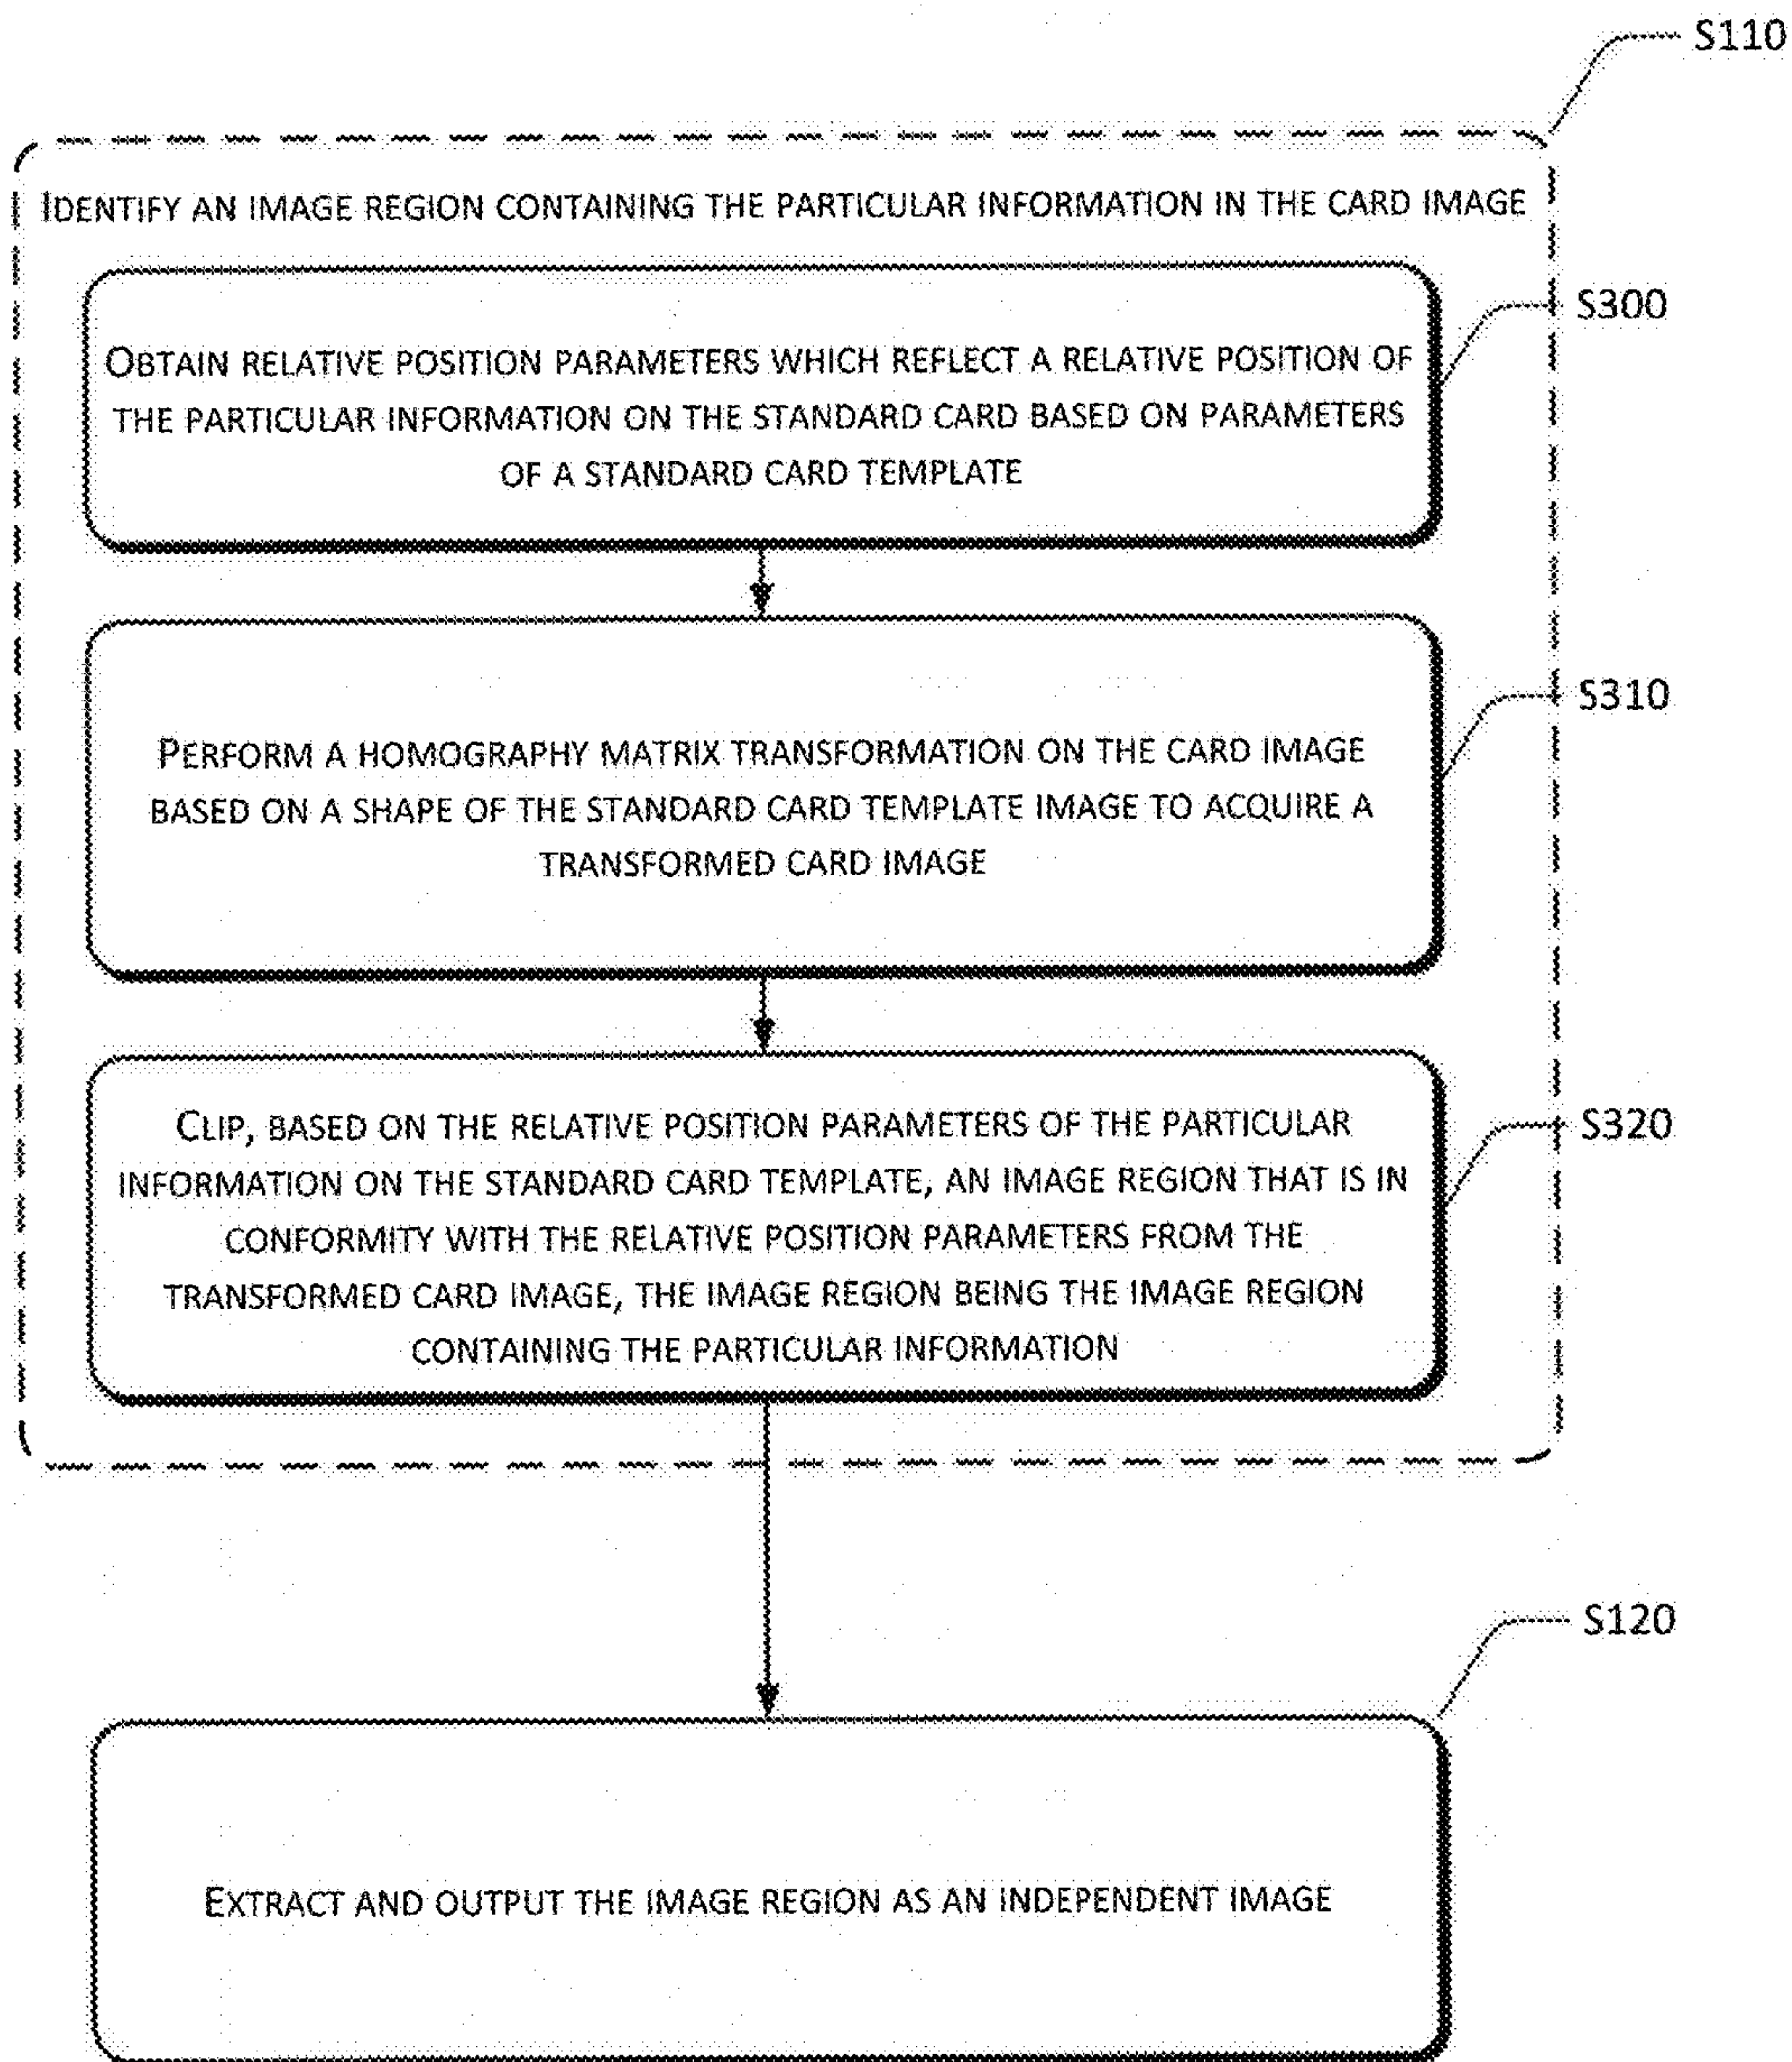 S110
IDENTIFY AN IMAGE REGION CONTAINING THE PARTICULAR INFORMATION IN THE CARD IMAGE
S300
OBTAIN RELATIVE POSITION PARAMETERS WHICH REFLECT A RELATIVE POSITION OF
THE PARTICULAR INFORMATION ON THE STANDARD CARD BASED ON PARAMETERS
OF A STANDARD CARD TEMPLATE
S310
PERFORM A HOMOGRAPHY MATRIX TRANSFORMATION ON THE CARD IMAGE
BASED ON A SHAPE OF THE STANDARD CARD TEMPLATE IMAGE TO ACQUIRE A
TRANSFORMED CARD IMAGE
S320
CLIP, BASED ON THE RELATIVE POSITION PARAMETERS OF THE PARTICULAR
INFORMATION ON THE STANDARD CARD TEMPLATE, AN IMAGE REGION THAT IS IN
CONFORMITY WITH THE RELATIVE POSITION PARAMETERS FROM THE
TRANSFORMED CARD IMAGE, THE IMAGE REGION BEING THE IMAGE REGION
CONTAINING THE PARTICULAR INFORMATION
S120
EXTRACT AND OUTPUT THE IMAGE REGION AS AN INDEPENDENT IMAGE